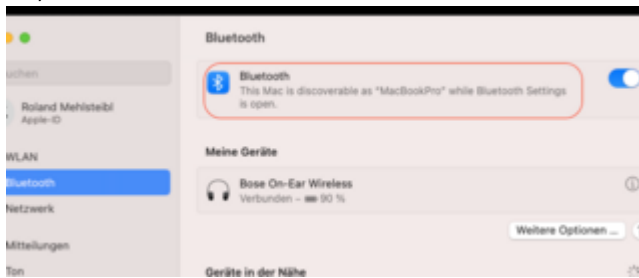 Bluetooth
uchen
Bluetooth
This Mac is discoverable as "MacBookPro" while Bluetooth Settings
is open.
Roland Mehlsteibl
Apple-ID
WLAN
Meine Geräte
Bluetooth
Bose On-Ear Wireless
Verbunden – 90 %
Netzwerk
Weitere Optionen ...
Mitteilungen
Ton
Geräte in der Nähe